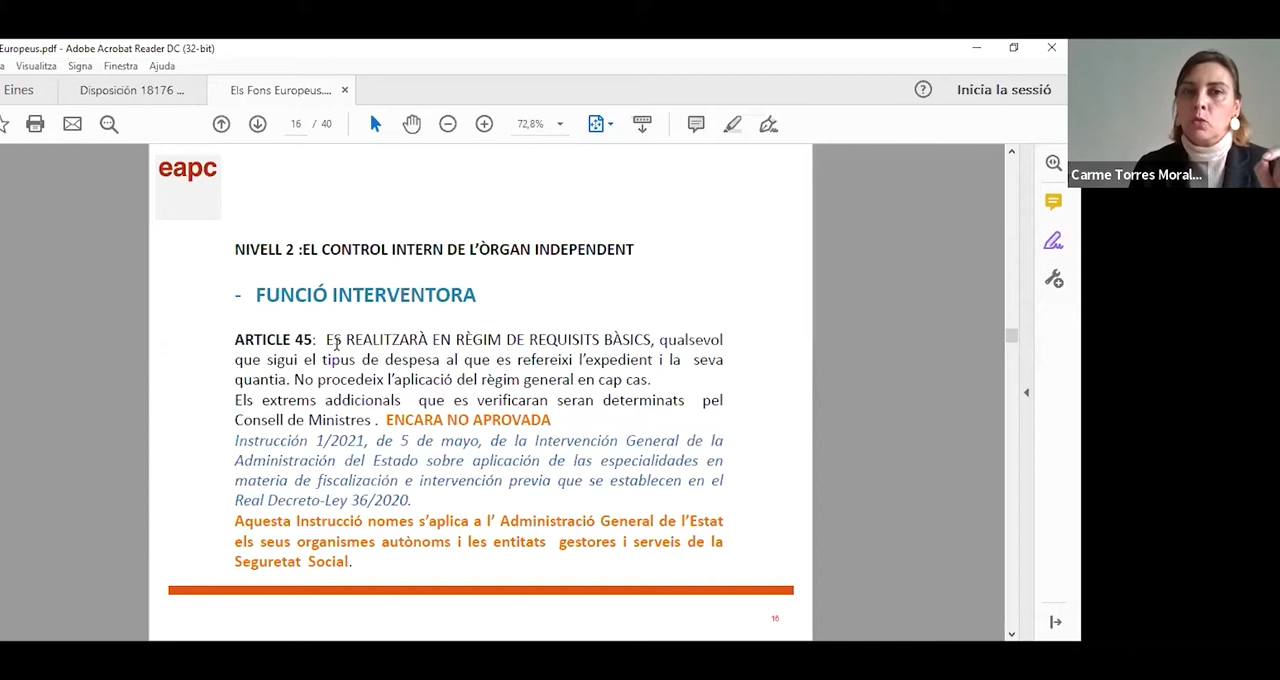 Europeus.pdf - Adobe Acrobat Reader DC (32-bit)
a Visualitza Signa Finestra Ajuda
Eines Disposición 18176 ... Els Fons Europeus.... × Inicia la sessió
16 / 40 72,8%
Carme Torres Moral...
eapc
NIVELL 2 :EL CONTROL INTERN DE L'ÒRGAN INDEPENDENT
- FUNCIÓ INTERVENTORA
ARTICLE 45: ES REALITZARÀ EN RÈGIM DE REQUISITS BÀSICS, qualsevol
que sigui el tipus de despesa al que es refereixi l'expedient i la seva
quantia. No procedeix l'aplicació del règim general en cap cas.
Els extrems addicionals que es verificaran seran determinats pel
Consell de Ministres . ENCARA NO APROVADA
Instrucción 1/2021, de 5 de mayo, de la Intervención General de la
Administración del Estado sobre aplicación de las especialidades en
materia de fiscalización e intervención previa que se establecen en el
Real Decreto-Ley 36/2020.
Aquesta Instrucció nomes s'aplica a l' Administració General de l'Estat
els seus organismes autònoms i les entitats gestores i serveis de la
Seguretat Social.
16